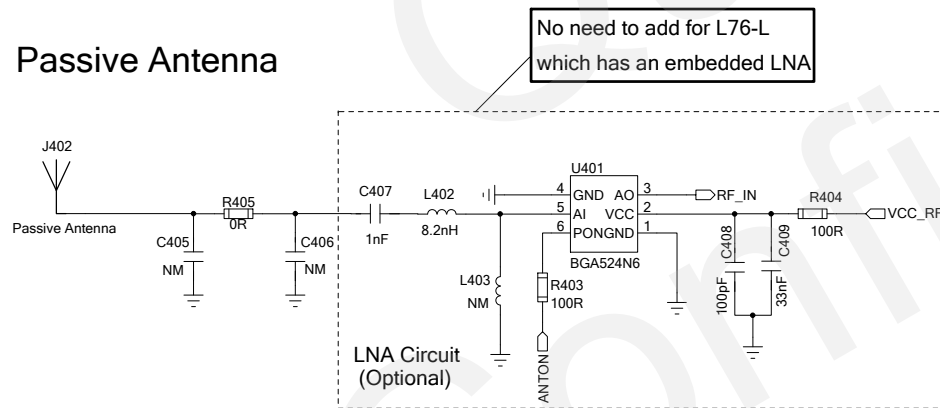 No need to add for L76-L
which has an embedded LNA
Passive Antenna
J402
Passive Antenna
R405
0R
C405
NM
C406
NM
C407
1nF
L402
8.2nH
L403
NM
U401
4 GND AO 3
5 AI VCC 2
6 PON GND 1
BGA524N6
RF_IN
R403
100R
ANTON
C408
100pF
C409
33nF
R404
100R
VCC_RF
LNA Circuit
(Optional)